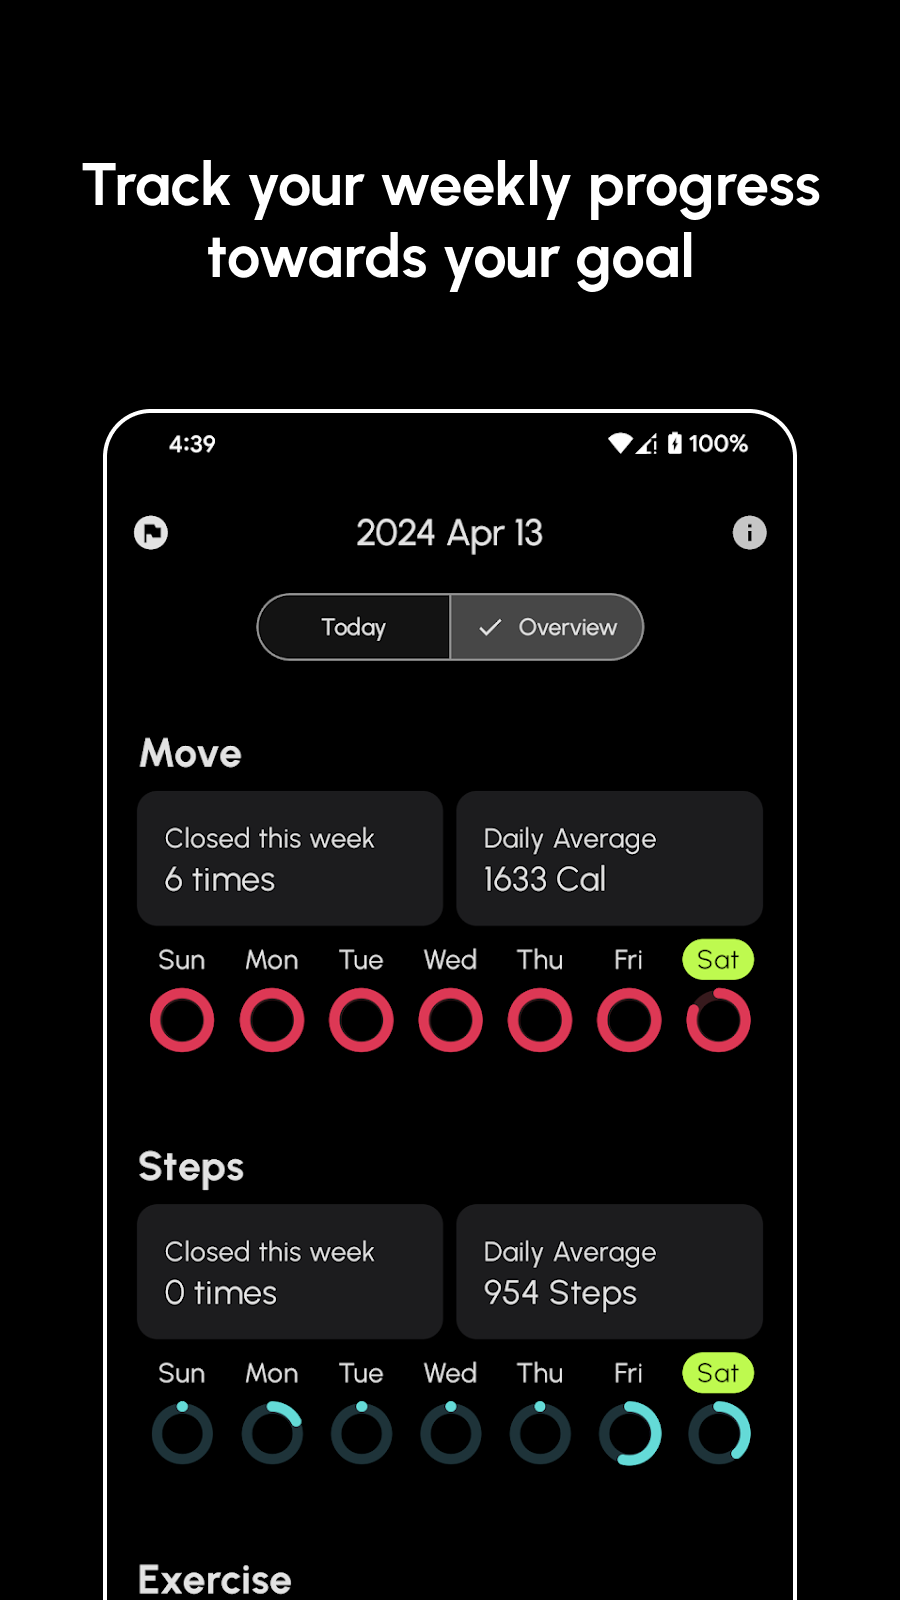 Track your weekly progress
towards your goal
4:39 100%
2024 Apr 13
Today Overview
Move
Closed this week
6 times
Daily Average
1633 Cal
Sun Mon Tue Wed Thu Fri Sat
Steps
Closed this week
0 times
Daily Average
954 Steps
Sun Mon Tue Wed Thu Fri Sat
Exercise